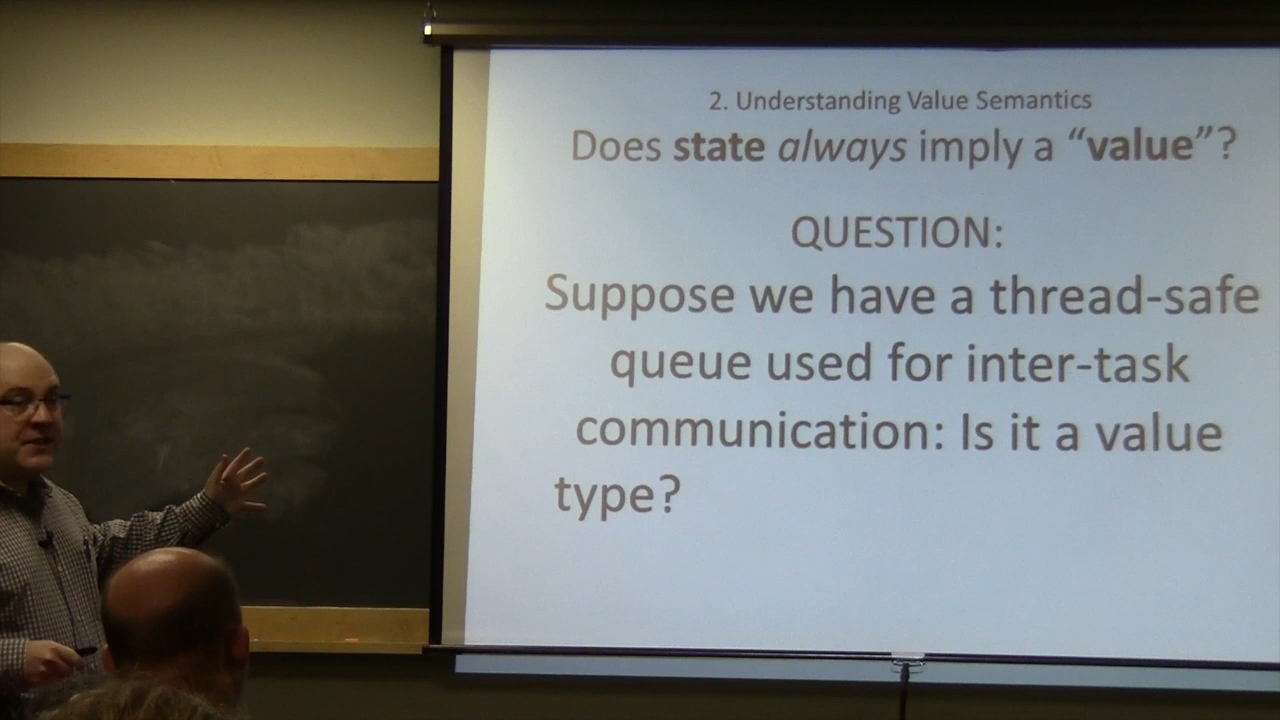 2. Understanding Value Semantics
Does state always imply a “value”?
QUESTION:
Suppose we have a thread-safe
queue used for inter-task
communication: Is it a value
type?